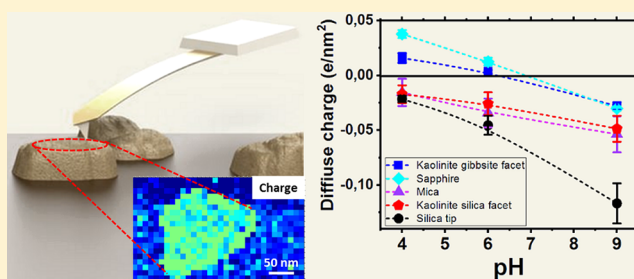 Charge
50 nm
Diffuse charge (e/nm²)
0,05
0,00
-0,05
-0,10
Kaolinite gibbsite facet
Sapphire
Mica
Kaolinite silica facet
Silica tip
4
5
6
7
8
9
pH